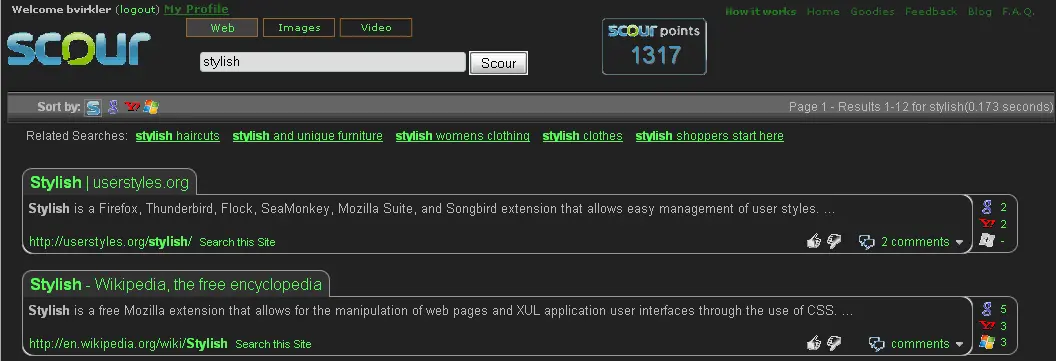 Welcome bvirkler (logout) My Profile
How it works Home Goodies Feedback Blog F.A.Q.
Web Images Video
scour
stylish Scour
scour points
1317
Sort by: Page 1 - Results 1-12 for stylish(0.173 seconds)
Related Searches: stylish haircuts stylish and unique furniture stylish womens clothing stylish clothes stylish shoppers start here
Stylish | userstyles.org
Stylish is a Firefox, Thunderbird, Flock, SeaMonkey, Mozilla Suite, and Songbird extension that allows easy management of user styles. ...
2
2
-
http://userstyles.org/stylish/ Search this Site 2 comments
Stylish - Wikipedia, the free encyclopedia
Stylish is a free Mozilla extension that allows for the manipulation of web pages and XUL application user interfaces through the use of CSS. ...
5
3
3
http://en.wikipedia.org/wiki/Stylish Search this Site comments